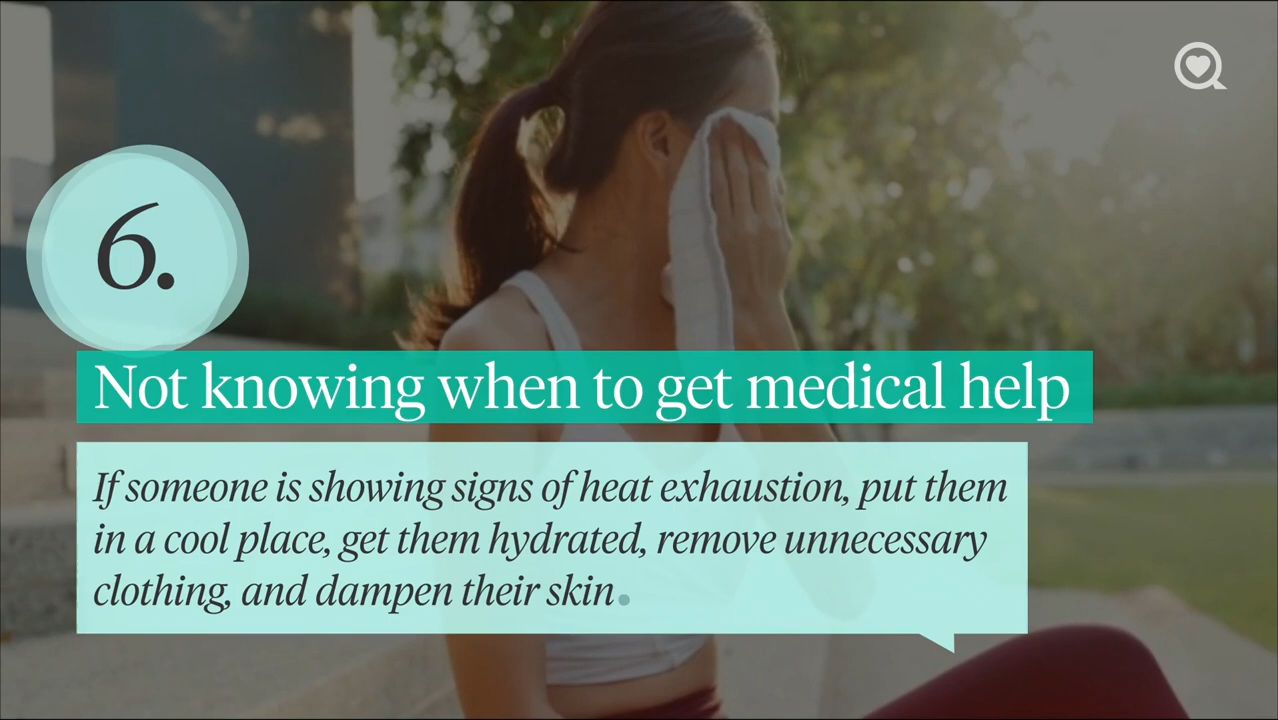 6.
Not knowing when to get medical help
If someone is showing signs of heat exhaustion, put them
in a cool place, get them hydrated, remove unnecessary
clothing, and dampen their skin.